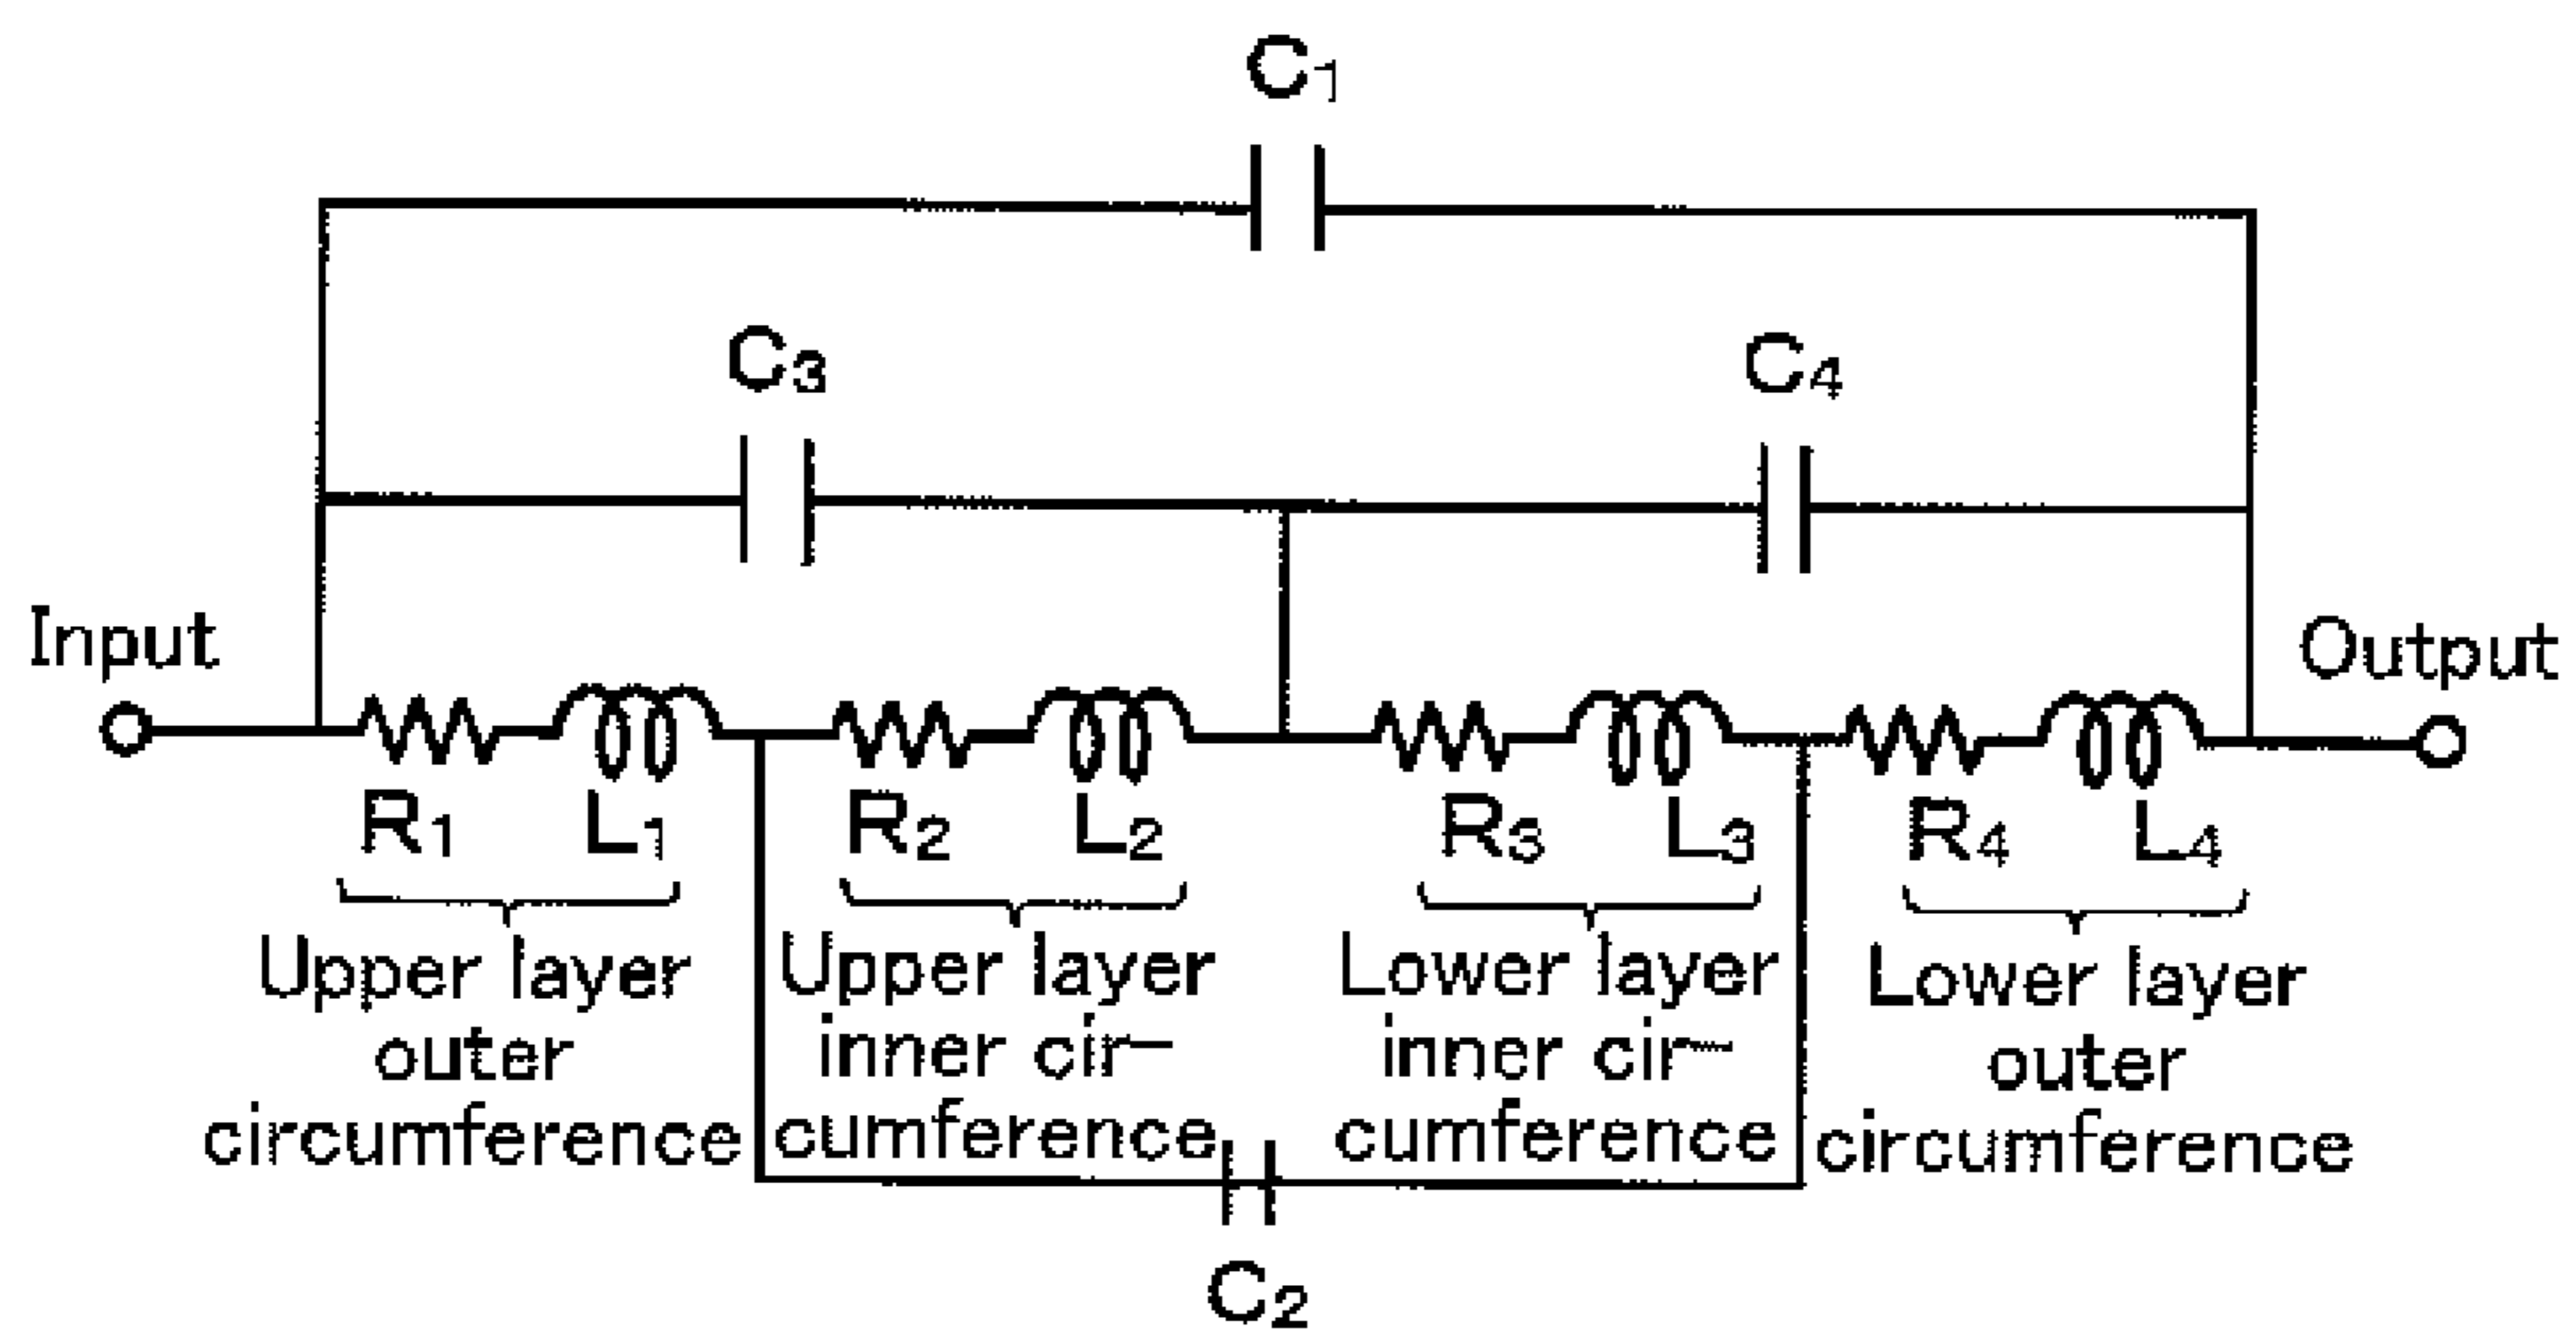 C1
C3
C4
Input
Output
R1
L1
R2
L2
R3
L3
R4
L4
Upper layer
outer
circumference
Upper layer
inner cir-
cumference
Lower layer
inner cir-
cumference
Lower layer
outer
circumference
C2